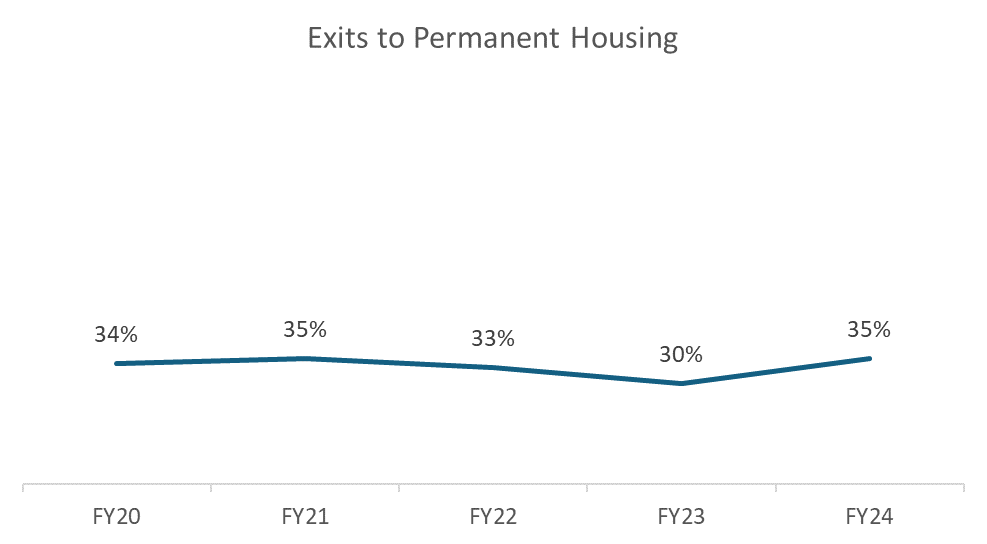 Exits to Permanent Housing
34%
35%
33%
30%
35%
FY20
FY21
FY22
FY23
FY24